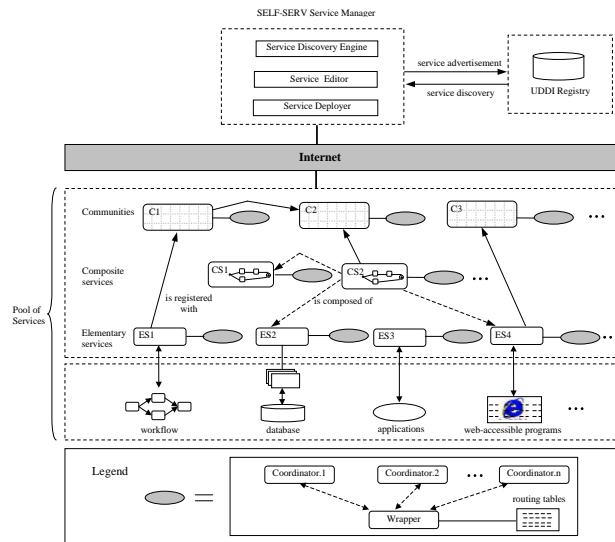 SELF-SERV Service Manager
Service Discovery Engine
Service Editor
Service Deployer
service advertisement
service discovery
UDDI Registry
Internet
Communities
C1
C2
C3
...
Composite services
CS1
CS2
...
is registered with
is composed of
Pool of Services
Elementary services
ES1
ES2
ES3
ES4
...
workflow
database
applications
web-accessible programs
...
Legend
Coordinator.1
Coordinator.2
...
Coordinator.n
routing tables
Wrapper